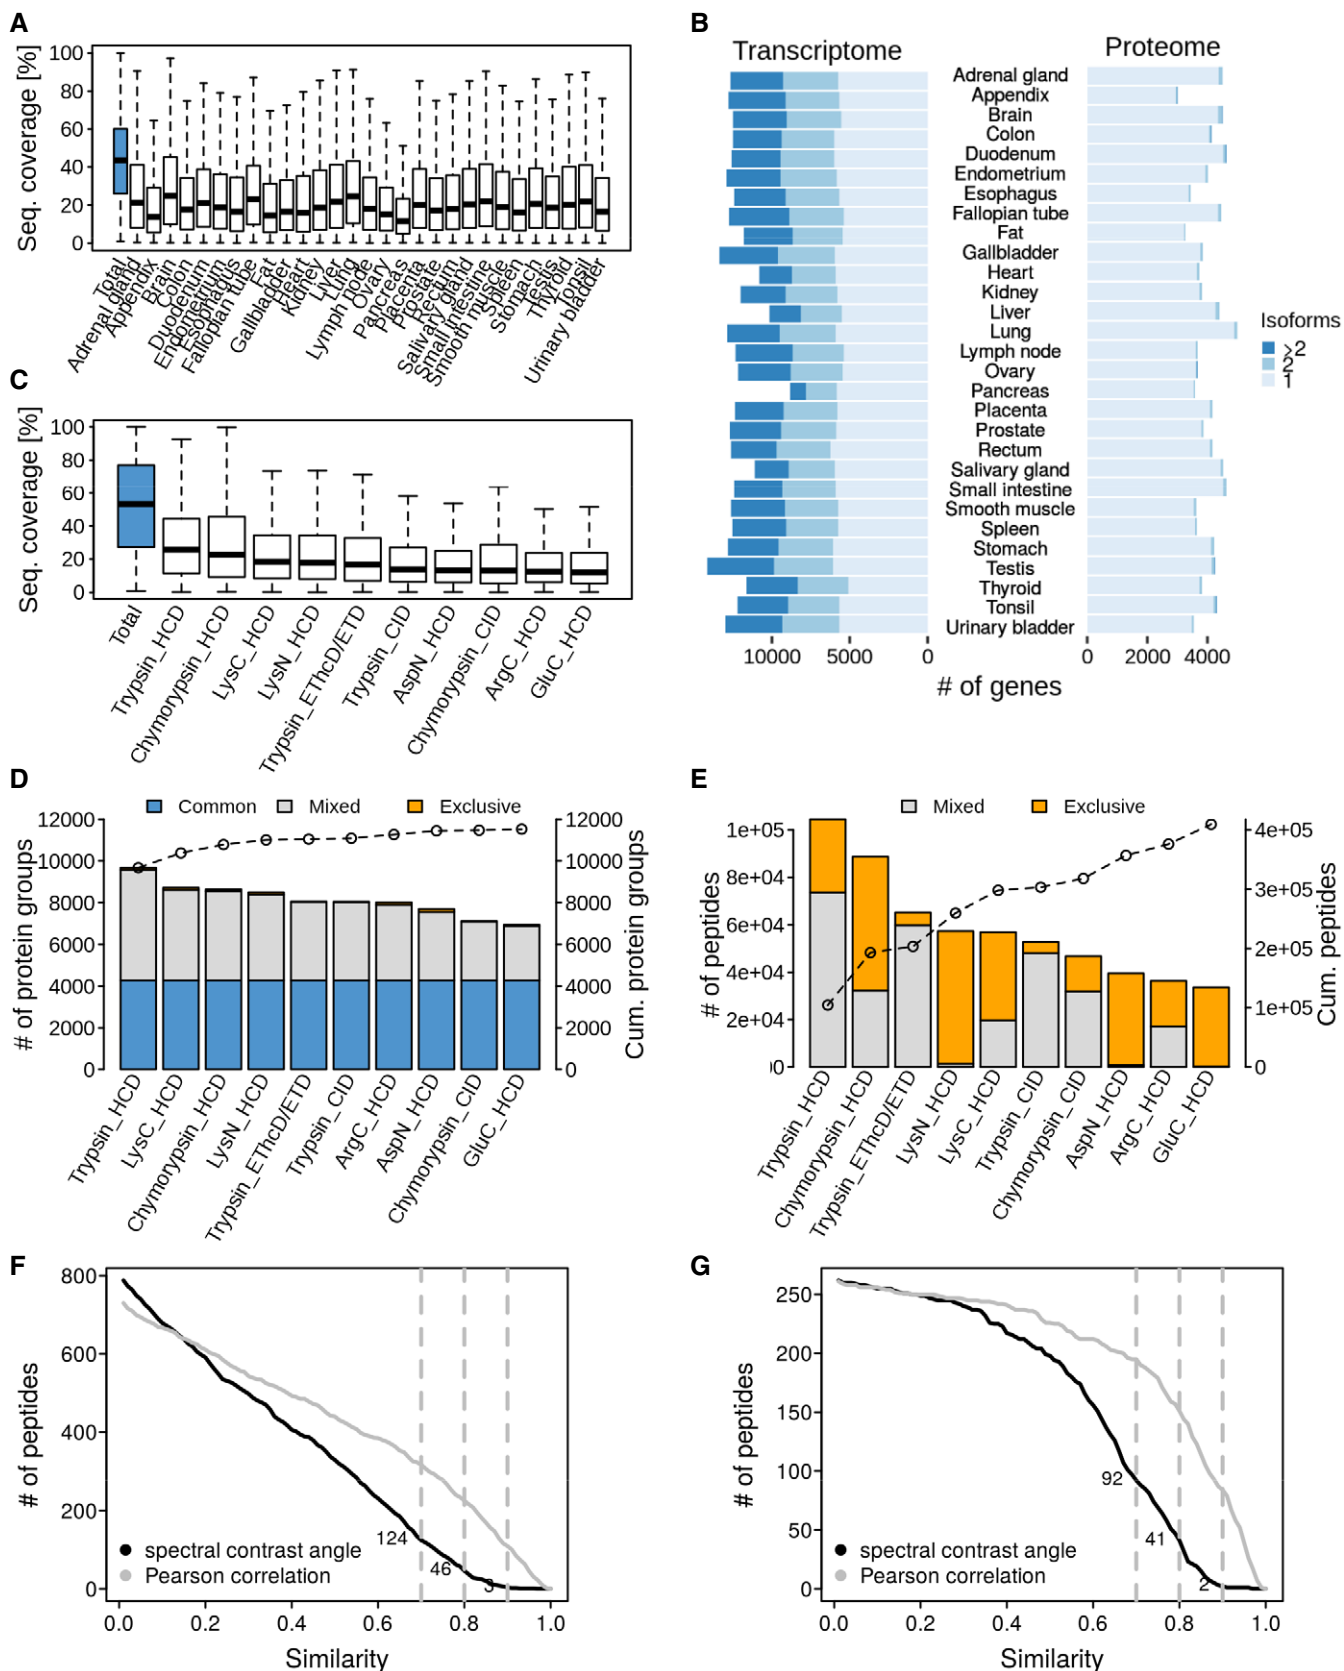 A
Seq. coverage [%]
100
80
60
40
20
0
Total
Adrenal gland
Appendix
Brain
Colon
Duodenum
Endometrium
Esophagus
Fallopian tube
Fat
Gallbladder
Heart
Kidney
Liver
Lung
Lymph node
Ovary
Pancreas
Placenta
Prostate
Rectum
Salivary gland
Small intestine
Smooth muscle
Spleen
Stomach
Testis
Thyroid
Tonsil
Urinary bladder
B
Transcriptome
Proteome
Adrenal gland
Appendix
Brain
Colon
Duodenum
Endometrium
Esophagus
Fallopian tube
Fat
Gallbladder
Heart
Kidney
Liver
Lung
Lymph node
Ovary
Pancreas
Placenta
Prostate
Rectum
Salivary gland
Small intestine
Smooth muscle
Spleen
Stomach
Testis
Thyroid
Tonsil
Urinary bladder
10000 5000 0
0 2000 4000
# of genes
Isoforms
>2
2
1
C
Seq. coverage [%]
100
80
60
40
20
0
Total
Trypsin_HCD
Chymorypsin_HCD
LysC_HCD
LysN_HCD
Trypsin_EThcD/ETD
Trypsin_CID
AspN_HCD
Chymorypsin_CID
ArgC_HCD
GluC_HCD
D
Common Mixed Exclusive
# of protein groups
12000
10000
8000
6000
4000
2000
0
12000
10000
8000
6000
4000
2000
0
Cum. protein groups
Trypsin_HCD
LysC_HCD
Chymorypsin_HCD
LysN_HCD
Trypsin_EThcD/ETD
Trypsin_CID
ArgC_HCD
AspN_HCD
Chymorypsin_CID
GluC_HCD
E
Mixed Exclusive
# of peptides
1e+05
8e+04
6e+04
4e+04
2e+04
00
4e+05
3e+05
2e+05
1e+05
0
Cum. peptides
Trypsin_HCD
Chymorypsin_HCD
Trypsin_EThcD/ETD
LysN_HCD
LysC_HCD
Trypsin_CID
Chymorypsin_CID
AspN_HCD
ArgC_HCD
GluC_HCD
F
# of peptides
800
600
400
200
0
124
46
3
spectral contrast angle
Pearson correlation
0.0 0.2 0.4 0.6 0.8 1.0
Similarity
G
# of peptides
250
200
150
100
50
0
92
41
2
spectral contrast angle
Pearson correlation
0.0 0.2 0.4 0.6 0.8 1.0
Similarity